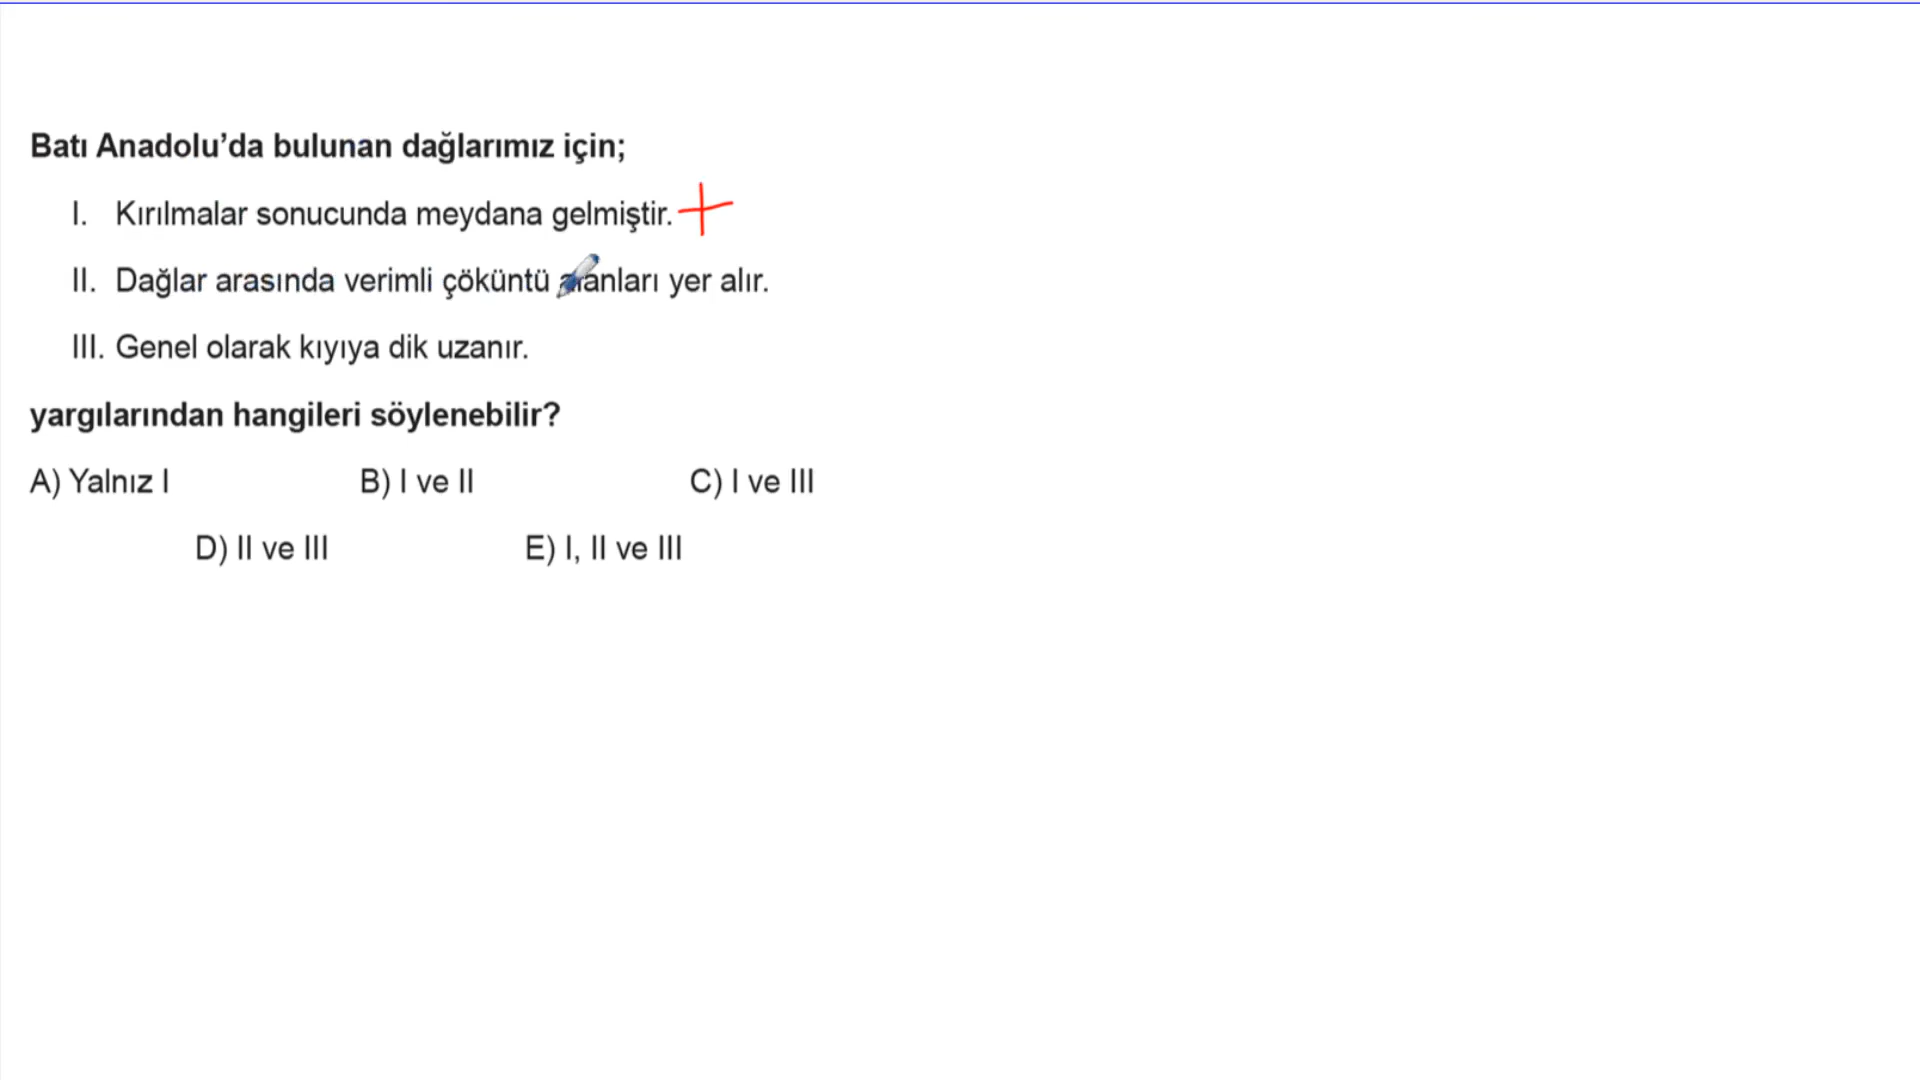 Batı Anadolu’da bulunan dağlarımız için;
I. Kırılmalar sonucunda meydana gelmiştir.
II. Dağlar arasında verimli çöküntü alanları yer alır.
III. Genel olarak kıyıya dik uzanır.
yargılarından hangileri söylenebilir?
A) Yalnız I B) I ve II C) I ve III
D) II ve III E) I, II ve III